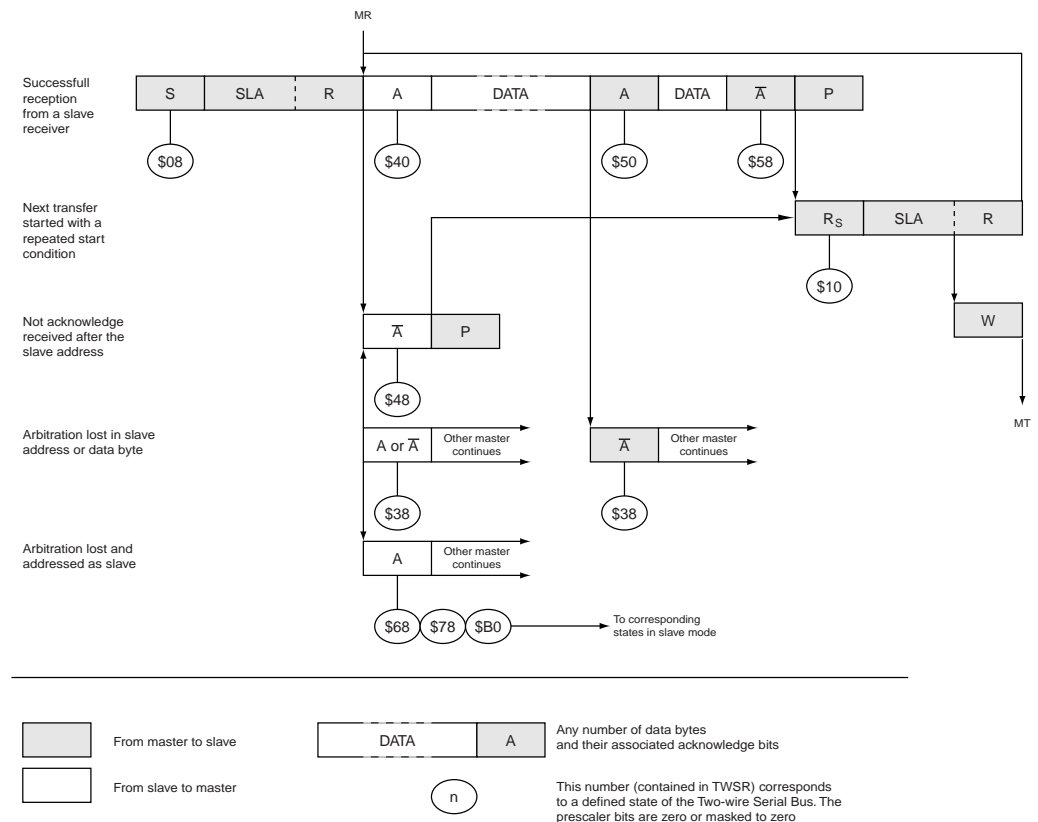 MR
Successfull
reception
from a slave
receiver
S SLA R A DATA A DATA A̅ P
$08 $40 $50 $58
Next transfer
started with a
repeated start
condition
RS SLA R
$10
Not acknowledge
received after the
slave address
A̅ P
W
$48
MT
Arbitration lost in slave
address or data byte
A or A̅
Other master
continues
A̅
Other master
continues
$38 $38
Arbitration lost and
addressed as slave
A
Other master
continues
$68 $78 $B0
To corresponding
states in slave mode
From master to slave
DATA A
Any number of data bytes
and their associated acknowledge bits
From slave to master
n
This number (contained in TWSR) corresponds
to a defined state of the Two-wire Serial Bus. The
prescaler bits are zero or masked to zero